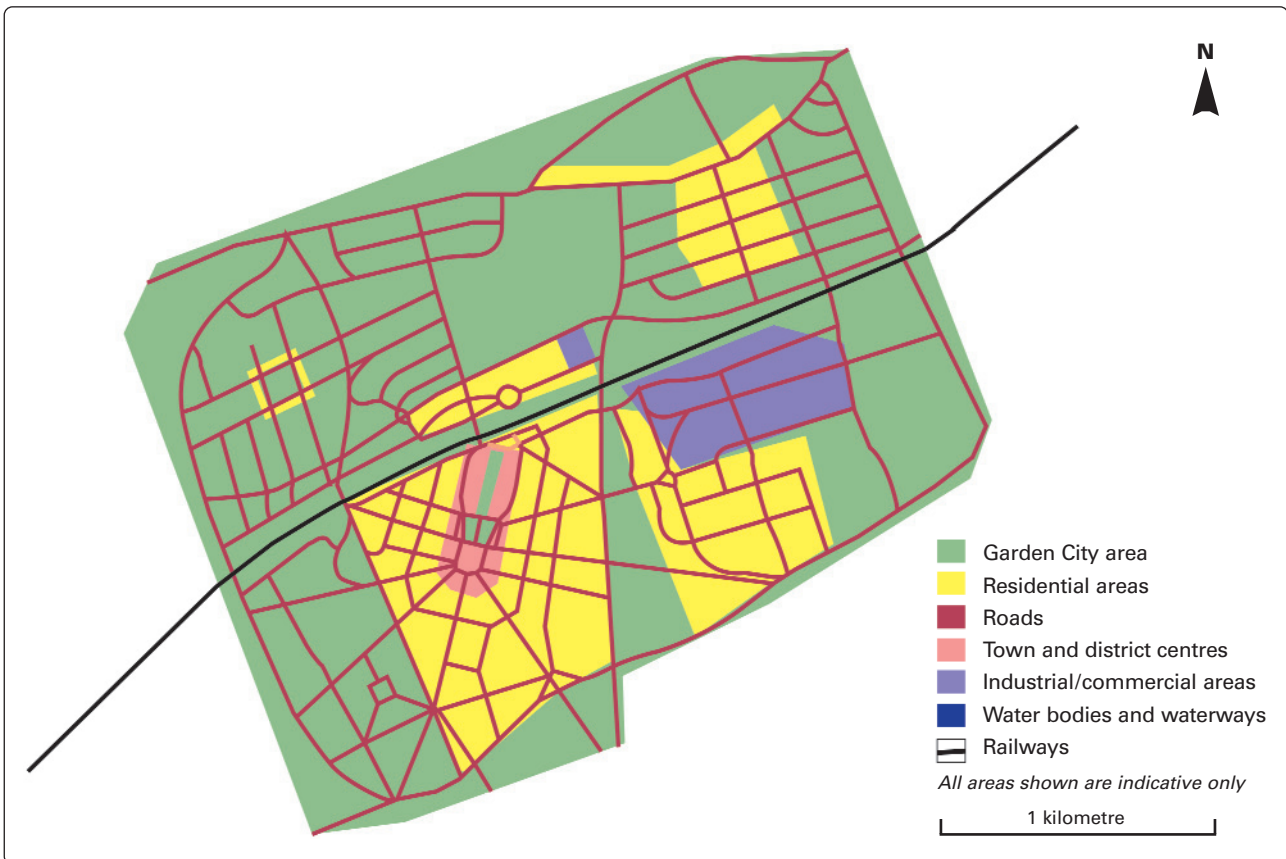 N
Garden City area
Residential areas
Roads
Town and district centres
Industrial/commercial areas
Water bodies and waterways
Railways
All areas shown are indicative only
1 kilometre